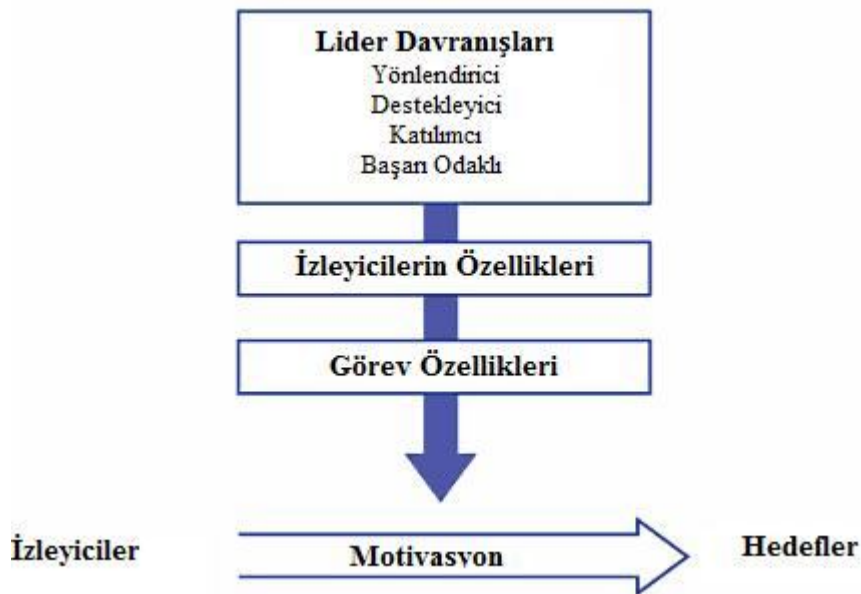 Lider Davranışları
Yönlendirici
Destekleyici
Katılımcı
Başarı Odaklı
İzleyicilerin Özellikleri
Görev Özellikleri
İzleyiciler
Motivasyon
Hedefler